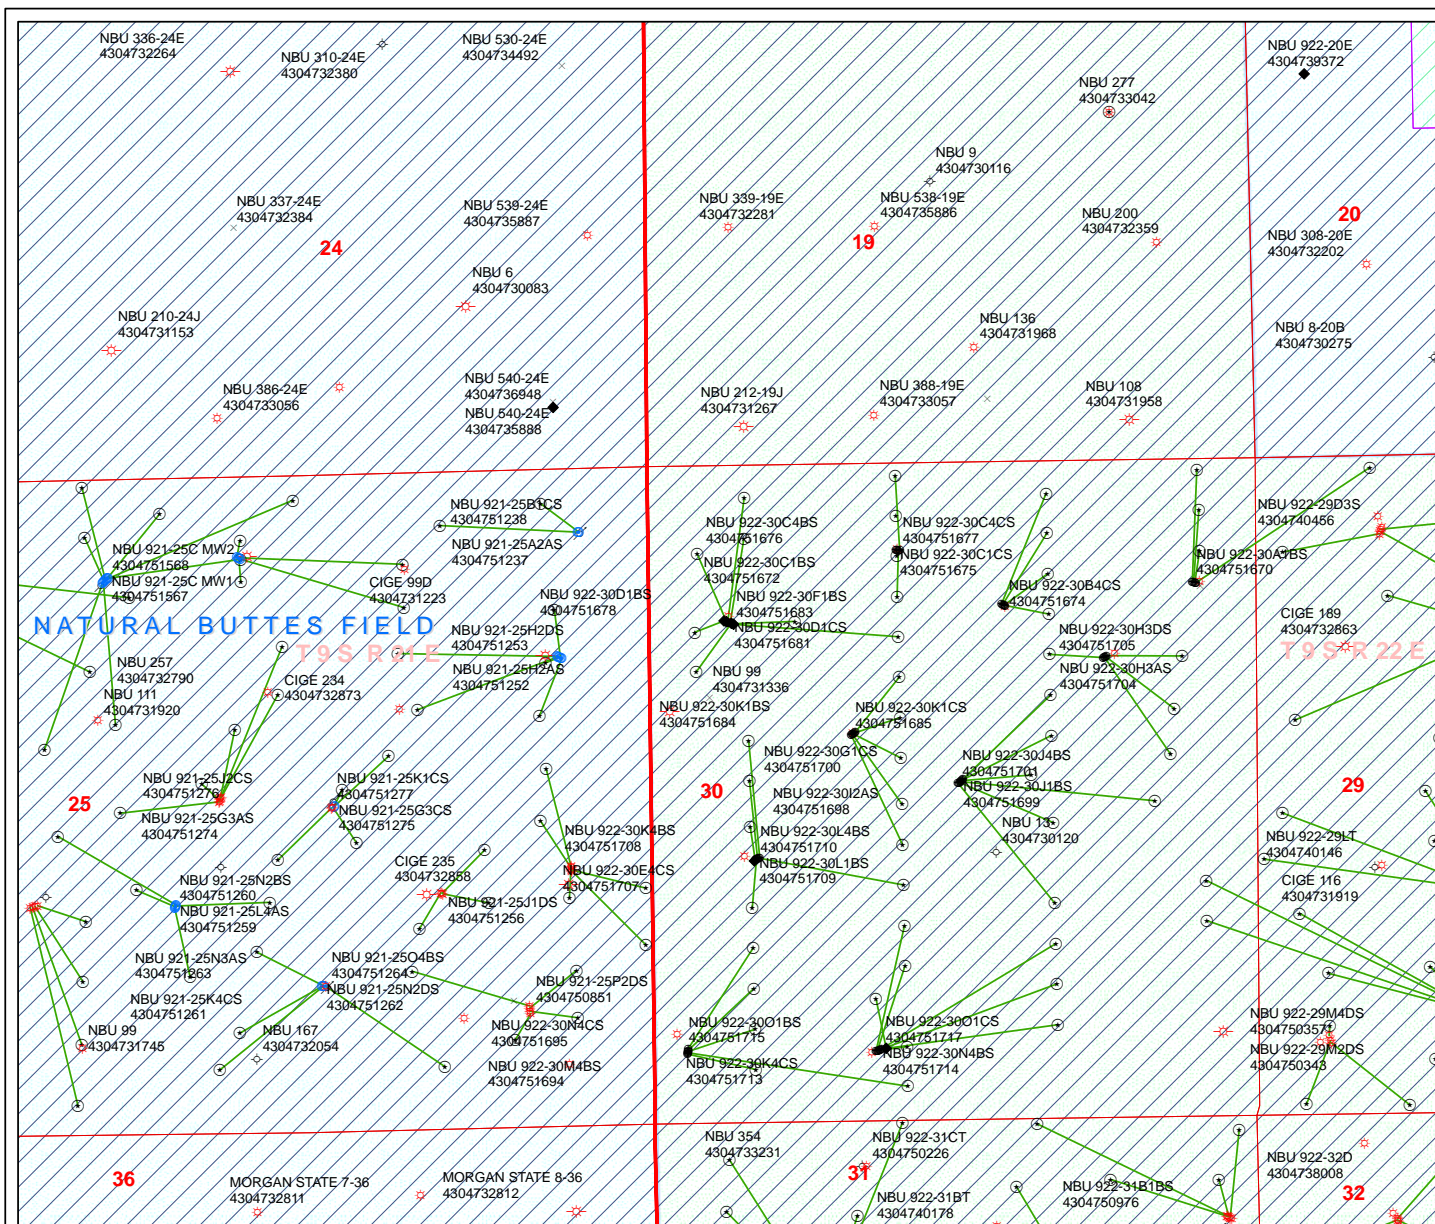 NBU 336-24E
4304732264
NBU 310-24E
4304732380
NBU 530-24E
4304734492
NBU 922-20E
4304739372
NBU 277
4304733042
NBU 9
4304730116
NBU 337-24E
4304732384
NBU 539-24E
4304735887
NBU 339-19E
4304732281
NBU 538-19E
4304735886
NBU 200
4304732359
20
24
19
NBU 308-20E
4304732202
NBU 6
4304730083
NBU 210-24J
4304731153
NBU 136
4304731968
NBU 8-20B
4304730275
NBU 386-24E
4304733056
NBU 540-24E
4304736948
NBU 540-24E
4304735888
NBU 212-19J
4304731267
NBU 388-19E
4304733057
NBU 108
4304731958
NBU 921-25B1CS
4304751238
NBU 921-25A2AS
4304751237
NBU 922-30C4BS
4304751676
NBU 922-30C4CS
4304751677
NBU 922-29D3S
4304740456
NBU 921-25C MW2
4304751568
NBU 921-25C MW1
4304751567
CIGE 99D
4304731223
NBU 922-30C1BS
4304751672
NBU 922-30C1CS
4304751675
NBU 922-30A1BS
4304751670
NBU 922-30D1BS
4304751678
NBU 922-30F1BS
4304751683
NBU 922-30D1CS
4304751681
NBU 922-30B4CS
4304751674
CIGE 189
4304732863
NATURAL BUTTES FIELD
T9S R21E
T9S R22E
NBU 921-25H2DS
4304751253
NBU 921-25H2AS
4304751252
NBU 922-30H3DS
4304751705
NBU 922-30H3AS
4304751704
NBU 257
4304732790
CIGE 234
4304732873
NBU 99
4304731336
NBU 111
4304731920
NBU 922-30K1BS
4304751684
NBU 922-30K1CS
4304751685
NBU 922-30G1CS
4304751700
NBU 922-30J4BS
4304751701
NBU 922-30J1BS
4304751699
NBU 921-25J2CS
4304751276
NBU 921-25K1CS
4304751277
25
30
29
NBU 921-25G3AS
4304751274
NBU 921-25G3CS
4304751275
NBU 922-30I2AS
4304751698
NBU 13
4304730120
NBU 922-30K4BS
4304751708
NBU 922-30L4BS
4304751710
NBU 922-29LT
4304740146
CIGE 235
4304732858
NBU 922-30E4CS
4304751707
NBU 922-30L1BS
4304751709
CIGE 116
4304731919
NBU 921-25N2BS
4304751260
NBU 921-25L4AS
4304751259
NBU 921-25J1DS
4304751256
NBU 921-25N3AS
4304751263
NBU 921-25O4BS
4304751264
NBU 921-25P2DS
4304750851
NBU 921-25K4CS
4304751261
NBU 921-25N2DS
4304751262
NBU 99
4304731745
NBU 167
4304732054
NBU 922-30N4CS
4304751695
NBU 922-30M4BS
4304751694
NBU 922-30O1BS
4304751715
NBU 922-30K4CS
4304751713
NBU 922-30O1CS
4304751717
NBU 922-30N4BS
4304751714
NBU 922-29M4DS
4304750357
NBU 922-29M2DS
4304750343
NBU 354
4304733231
NBU 922-31CT
4304750226
36
31
32
MORGAN STATE 7-36
4304732811
MORGAN STATE 8-36
4304732812
NBU 922-31BT
4304740178
NBU 922-31B1BS
4304750976
NBU 922-32D
4304738008